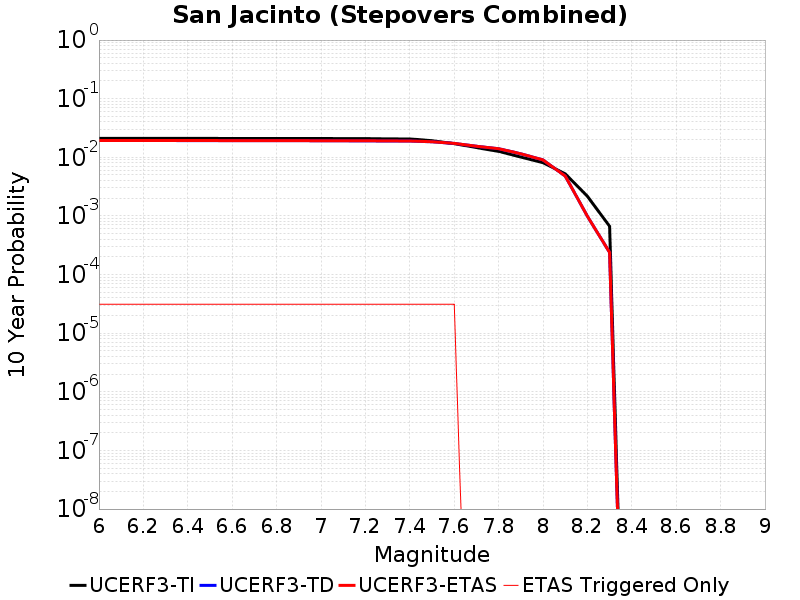 San Jacinto (Stepovers Combined)
10 Year Probability
10^0
10^-1
10^-2
10^-3
10^-4
10^-5
10^-6
10^-7
10^-8
6 6.2 6.4 6.6 6.8 7 7.2 7.4 7.6 7.8 8 8.2 8.4 8.6 8.8 9
Magnitude
UCERF3-TI UCERF3-TD UCERF3-ETAS ETAS Triggered Only